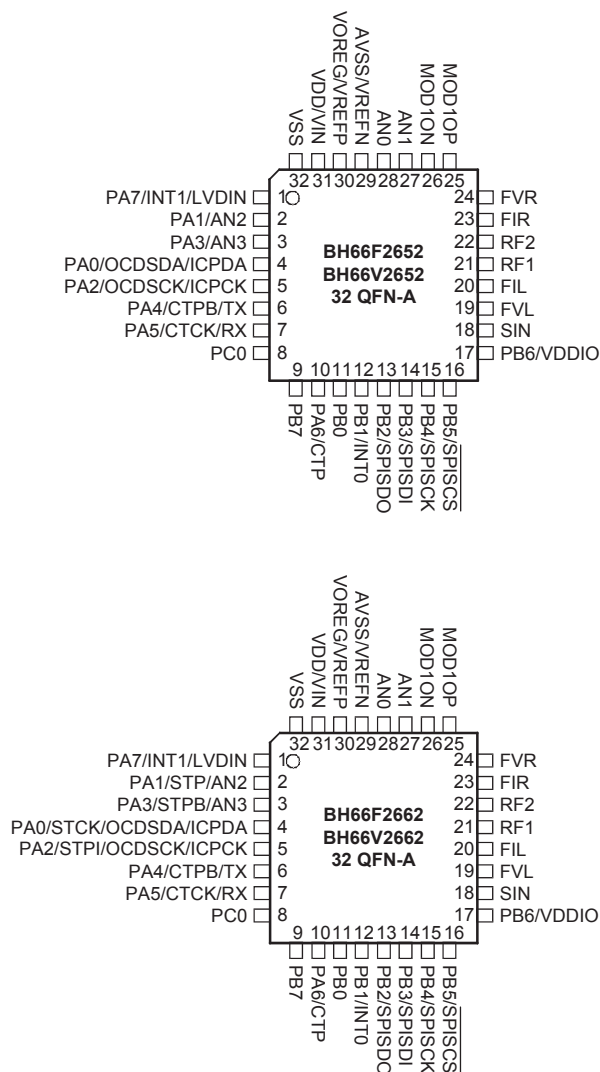 VSS
VDD/VIN
VOREG/VREFP
AVSS/VREFN
AN0
AN1
MOD1ON
MOD1OP
32 31 30 29 28 27 26 25
PA7/INT1/LVDIN 1
PA1/AN2 2
PA3/AN3 3
PA0/OCDSDA/ICPDA 4
PA2/OCDSCK/ICPCK 5
PA4/CTPB/TX 6
PA5/CTCK/RX 7
PC0 8
BH66F2652
BH66V2652
32 QFN-A
24 FVR
23 FIR
22 RF2
21 RF1
20 FIL
19 FVL
18 SIN
17 PB6/VDDIO
9 10 11 12 13 14 15 16
PB7
PA6/CTP
PB0
PB1/INT0
PB2/SPISDO
PB3/SPISDI
PB4/SPISCK
PB5/SPISCS
VSS
VDD/VIN
VOREG/VREFP
AVSS/VREFN
AN0
AN1
MOD1ON
MOD1OP
32 31 30 29 28 27 26 25
PA7/INT1/LVDIN 1
PA1/STP/AN2 2
PA3/STPB/AN3 3
PA0/STCK/OCDSDA/ICPDA 4
PA2/STPI/OCDSCK/ICPCK 5
PA4/CTPB/TX 6
PA5/CTCK/RX 7
PC0 8
BH66F2662
BH66V2662
32 QFN-A
24 FVR
23 FIR
22 RF2
21 RF1
20 FIL
19 FVL
18 SIN
17 PB6/VDDIO
9 10 11 12 13 14 15 16
PB7
PA6/CTP
PB0
PB1/INT0
PB2/SPISDO
PB3/SPISDI
PB4/SPISCK
PB5/SPISCS